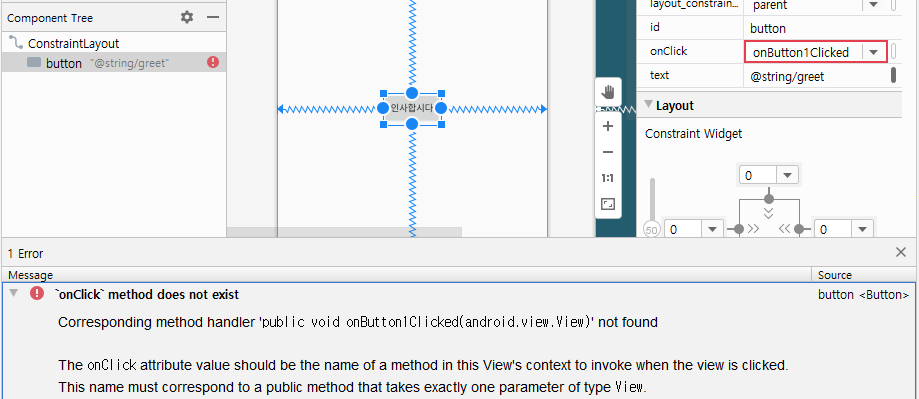 layout_constrain... parent
Component Tree
id button
ConstraintLayout
onClick onButton1Clicked
button "@string/greet"
text @string/greet
Layout
인사합시다
Constraint Widget
1:1
0
50 0 0
1 Error
Message Source
`onClick` method does not exist button <Button>
Corresponding method handler 'public void onButton1Clicked(android.view.View)' not found
The onClick attribute value should be the name of a method in this View's context to invoke when the view is clicked.
This name must correspond to a public method that takes exactly one parameter of type View.